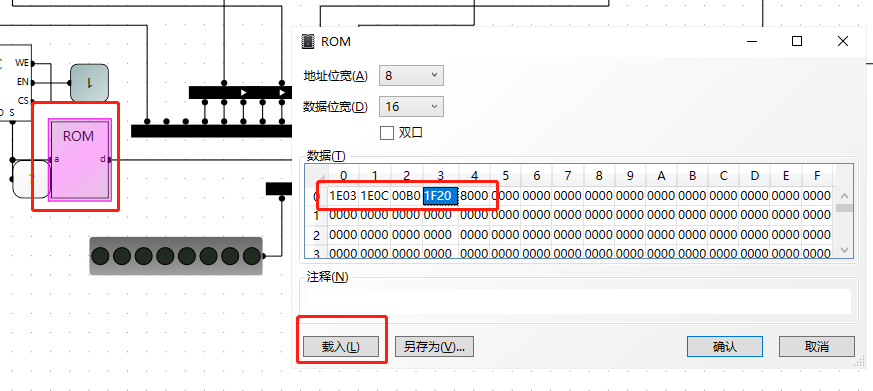 C
WE
EN
CS
D S
1
ROM
a
d
ROM
地址位宽(A)
8
数据位宽(D)
16
双口
数据(T)
0 1 2 3 4 5 6 7 8 9 A B C D E F
0 1E03 1E0C 00B0 1F20 8000 0000 0000 0000 0000 0000 0000 0000 0000 0000 0000 0000
1 0000 0000 0000 0000 0000 0000 0000 0000 0000 0000 0000 0000 0000 0000 0000 0000
2 0000 0000 0000 0000 0000 0000 0000 0000 0000 0000 0000 0000 0000 0000 0000 0000
3 0000 0000 0000 0000 0000 0000 0000 0000 0000 0000 0000 0000 0000 0000 0000 0000
注释(N)
载入(L)
另存为(V)...
确认
取消